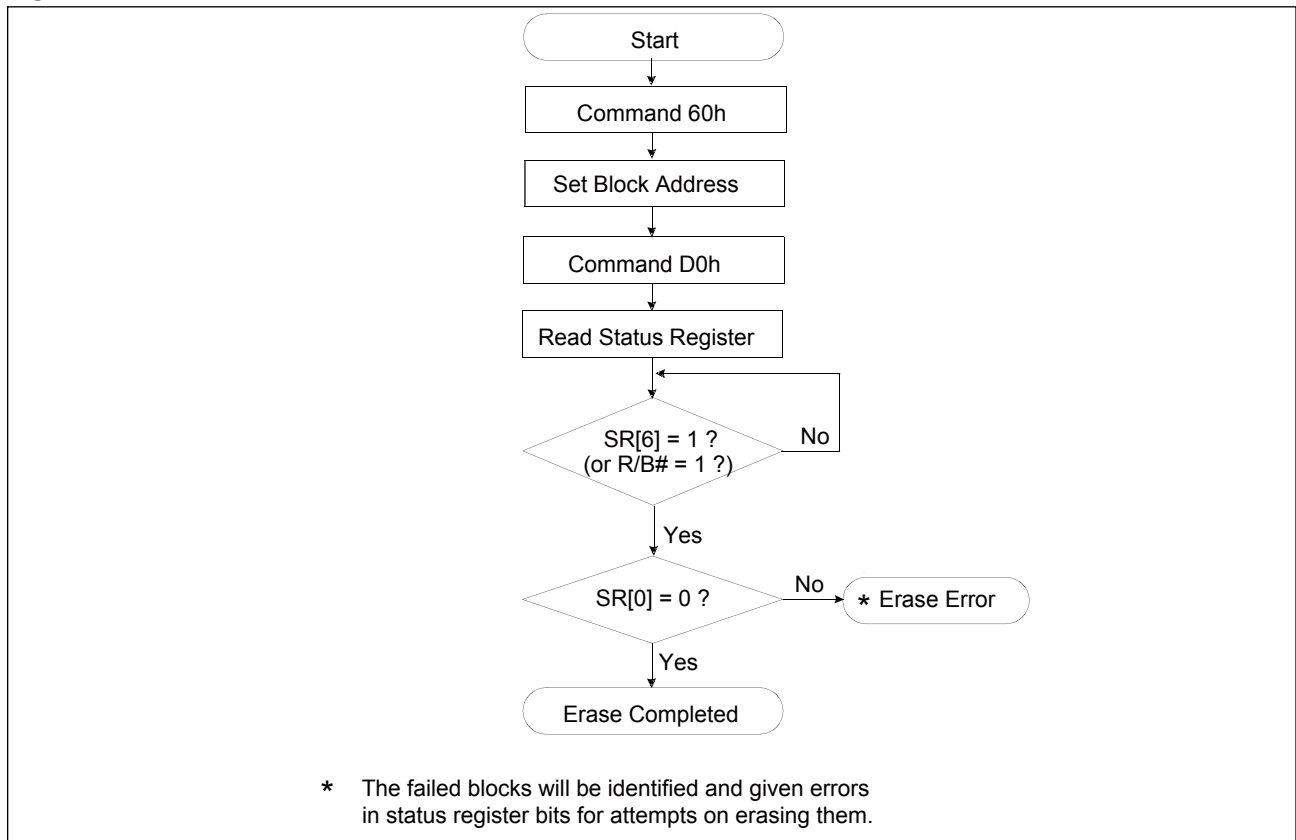 Start
Command 60h
Set Block Address
Command D0h
Read Status Register
SR[6] = 1 ?
(or R/B# = 1 ?)
No
Yes
SR[0] = 0 ?
No
* Erase Error
Yes
Erase Completed
* The failed blocks will be identified and given errors
in status register bits for attempts on erasing them.